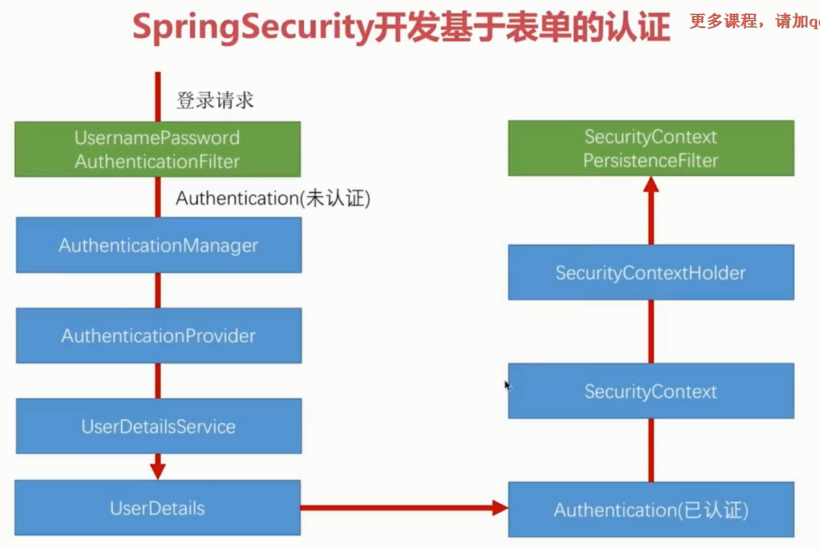 SpringSecurity开发基于表单的认证
更多课程，请加
登录请求
UsernamePassword
AuthenticationFilter
Authentication(未认证)
AuthenticationManager
AuthenticationProvider
UserDetailsService
UserDetails
SecurityContext
PersistenceFilter
SecurityContextHolder
SecurityContext
Authentication(已认证)